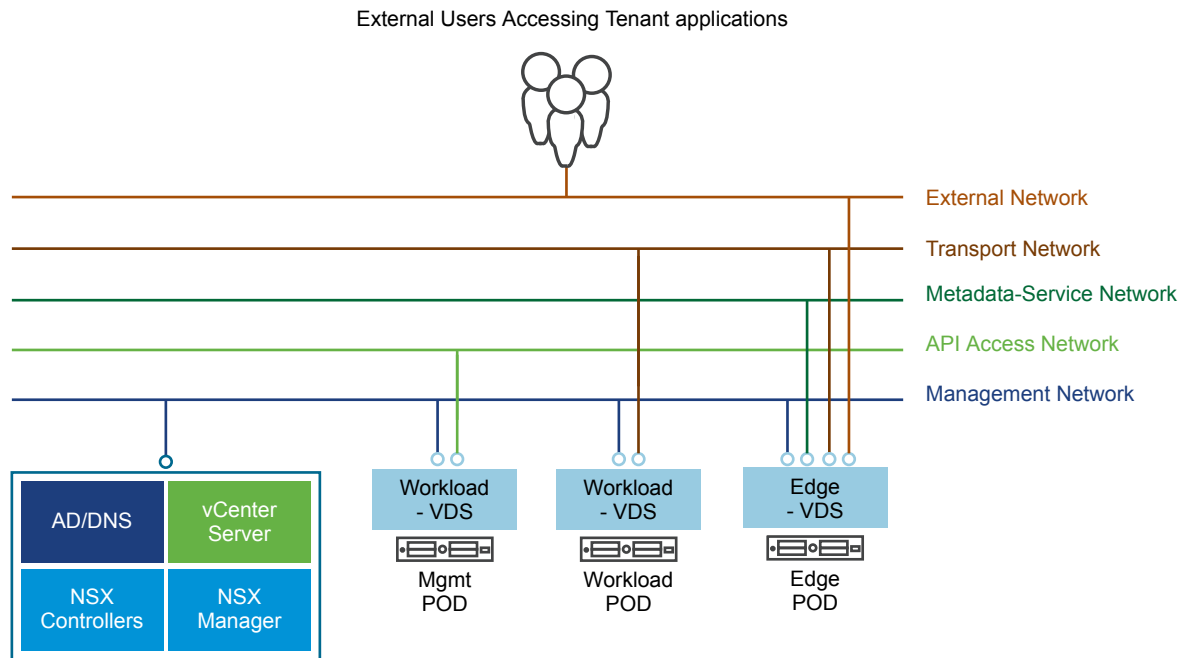 External Users Accessing Tenant applications
External Network
Transport Network
Metadata-Service Network
API Access Network
Management Network
AD/DNS
vCenter
Server
NSX
Controllers
NSX
Manager
Workload
- VDS
Mgmt
POD
Workload
- VDS
Workload
POD
Edge
- VDS
Edge
POD